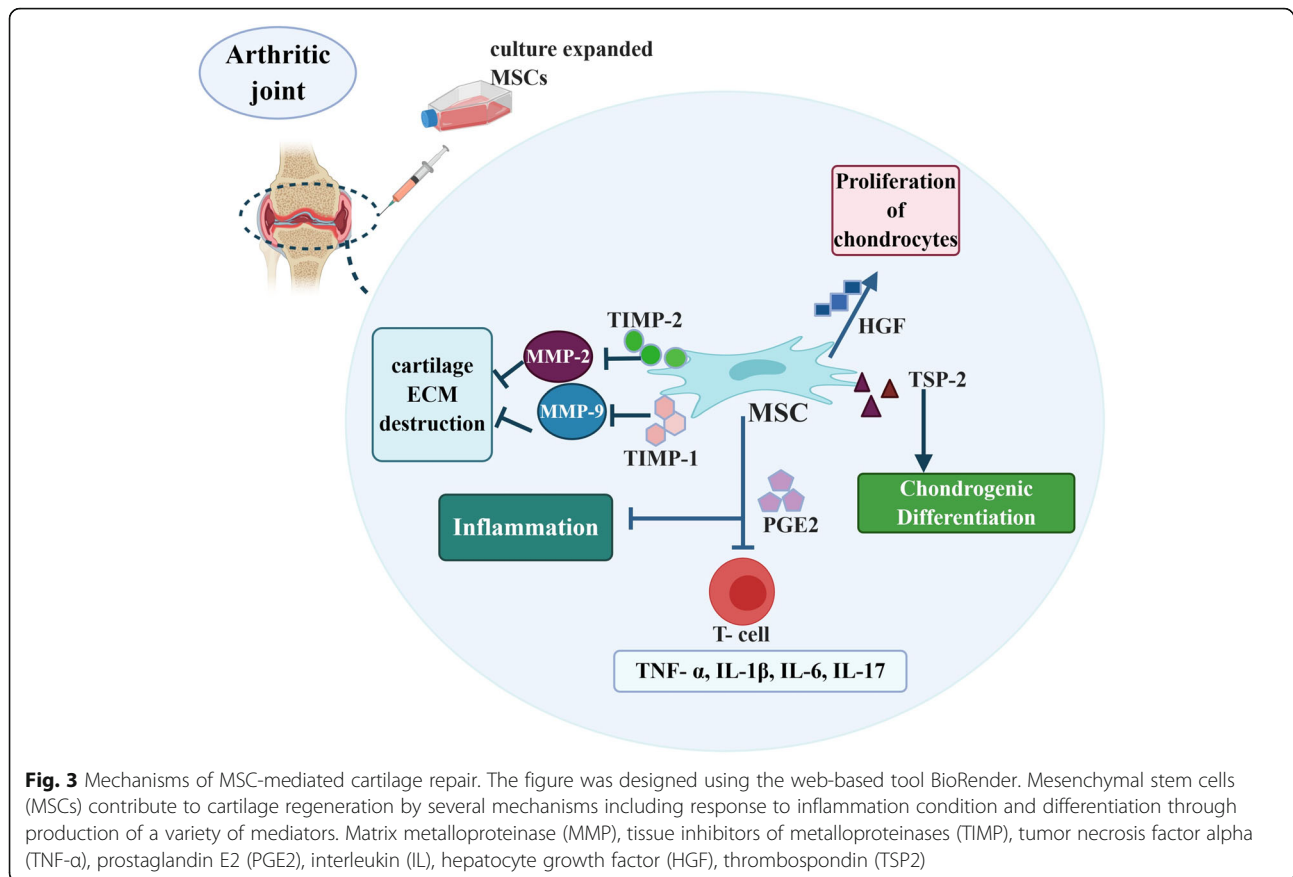 Arthritic
joint
culture expanded
MSCs
Proliferation
of
chondrocytes
HGF
TIMP-2
MMP-2
cartilage
ECM
destruction
MMP-9
TIMP-1
MSC
TSP-2
Chondrogenic
Differentiation
PGE2
Inflammation
T- cell
TNF- α, IL-1β, IL-6, IL-17
Fig. 3 Mechanisms of MSC-mediated cartilage repair. The figure was designed using the web-based tool BioRender. Mesenchymal stem cells
(MSCs) contribute to cartilage regeneration by several mechanisms including response to inflammation condition and differentiation through
production of a variety of mediators. Matrix metalloproteinase (MMP), tissue inhibitors of metalloproteinases (TIMP), tumor necrosis factor alpha
(TNF-α), prostaglandin E2 (PGE2), interleukin (IL), hepatocyte growth factor (HGF), thrombospondin (TSP2)